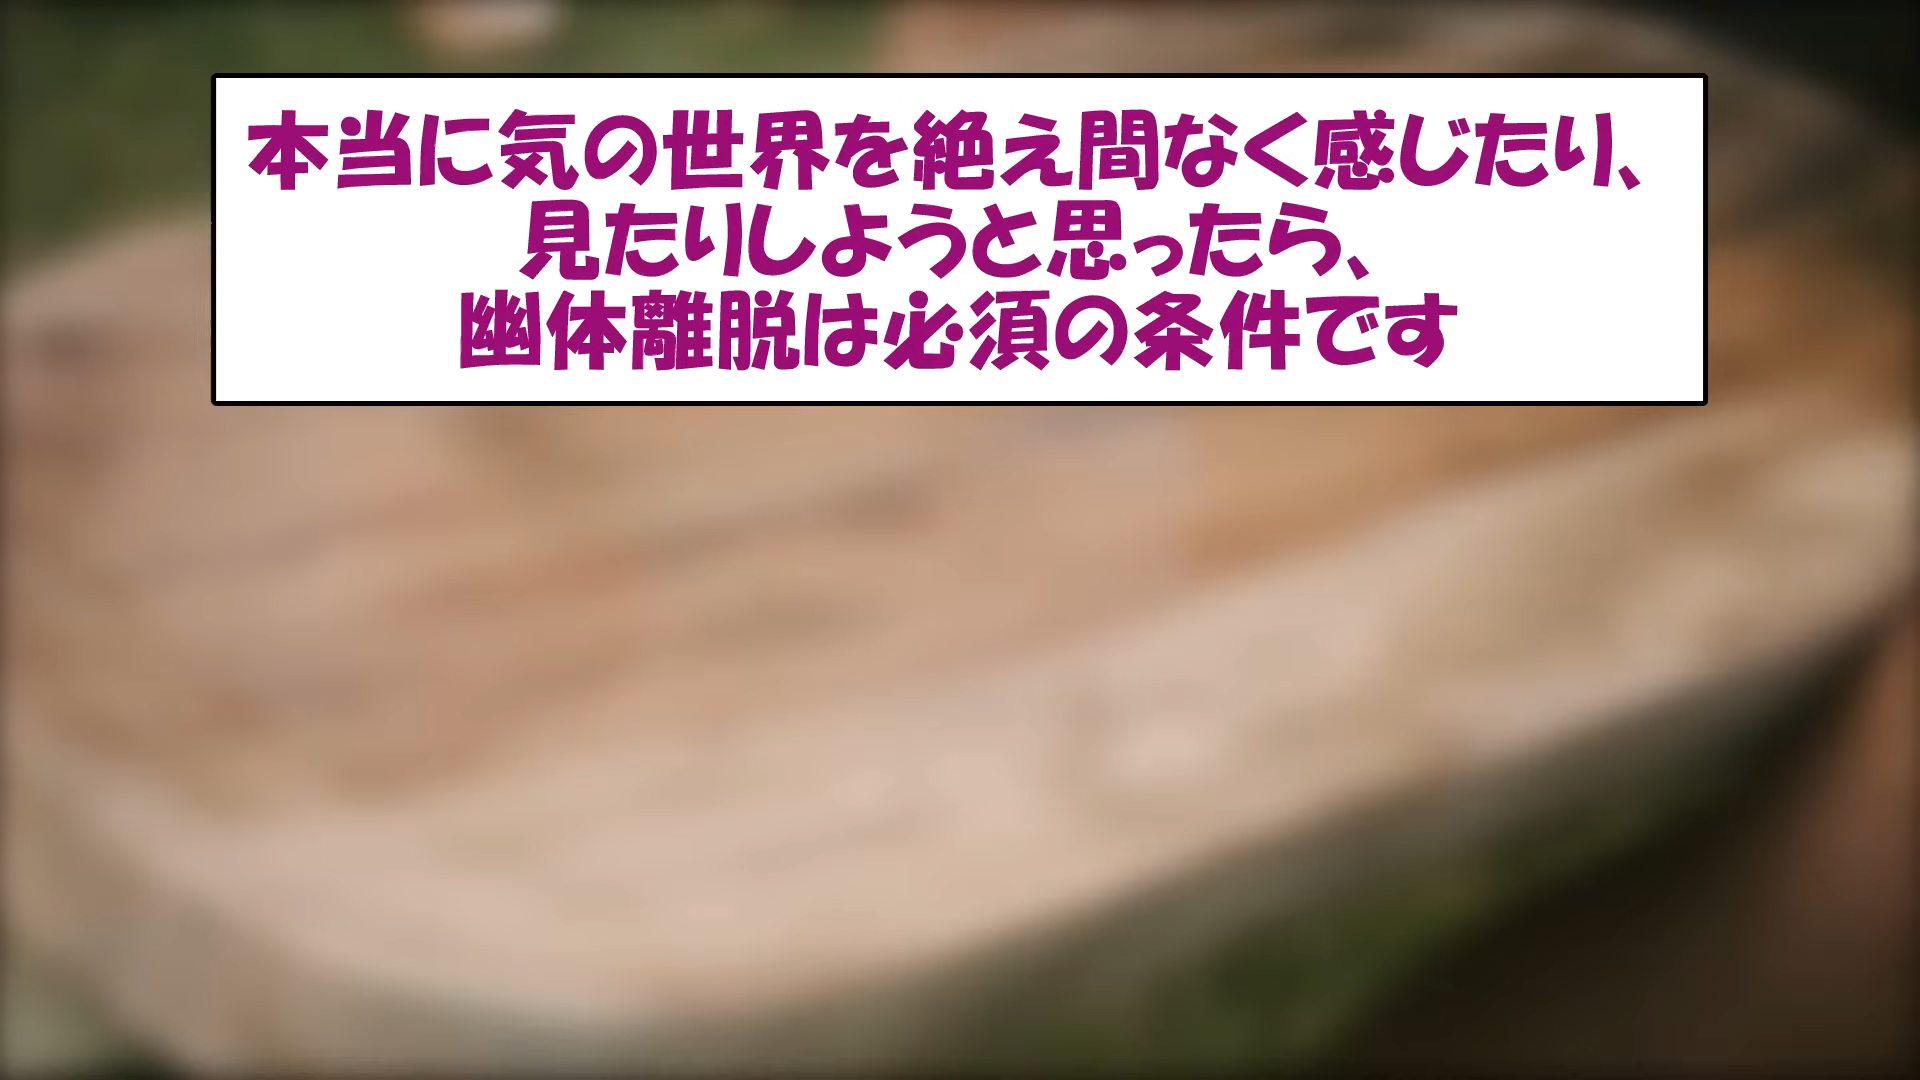 本当に気の世界を絶え間なく感じたり、
見たりしようと思ったら、
幽体離脱は必須の条件です